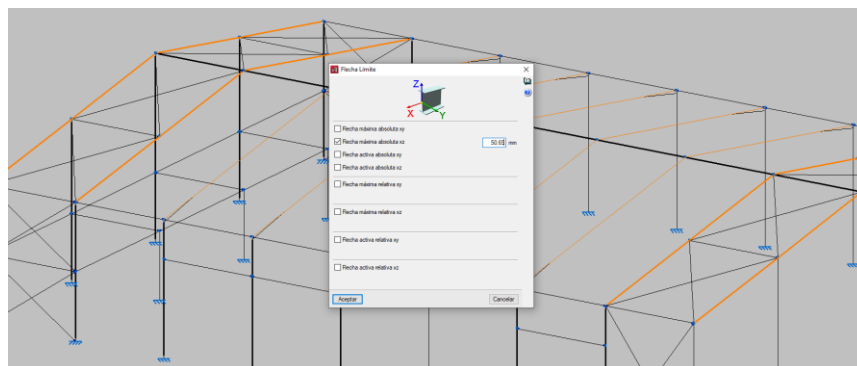 Flecha Límite
Z
X
Y
Flecha máxima absoluta xy
Flecha máxima absoluta xz
50.65 mm
Flecha activa absoluta xy
Flecha activa absoluta xz
Flecha máxima relativa xy
Flecha máxima relativa xz
Flecha activa relativa xy
Flecha activa relativa xz
Aceptar
Cancelar